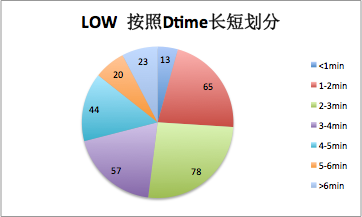 LOW 按照Dtime长短划分
23
13
20
65
44
57
78
<1min
1-2min
2-3min
3-4min
4-5min
5-6min
>6min